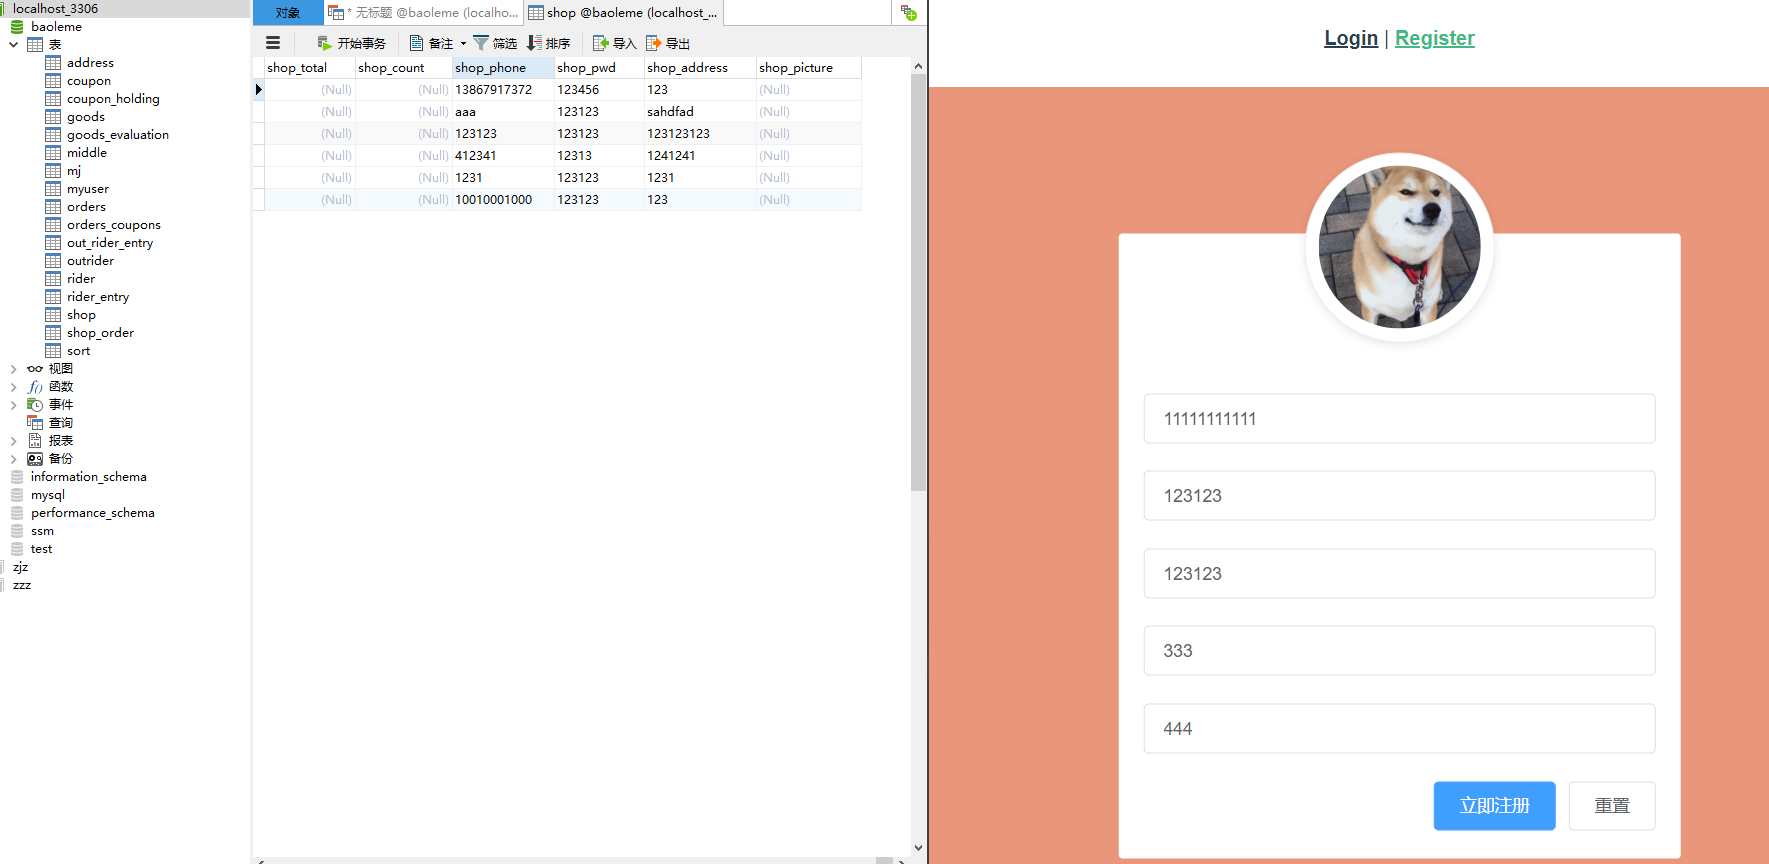 localhost_3306
baoleme
表
address
coupon
coupon_holding
goods
goods_evaluation
middle
mj
myuser
orders
orders_coupons
out_rider_entry
outrider
rider
rider_entry
shop
shop_order
sort
视图
函数
事件
查询
报表
备份
information_schema
mysql
performance_schema
ssm
test
zjz
zzz
对象 * 无标题 @baoleme (localho... shop @baoleme (localhost_...
开始事务 备注 筛选 排序 导入 导出
shop_total shop_count shop_phone shop_pwd shop_address shop_picture
(Null) (Null) 13867917372 123456 123 (Null)
(Null) (Null) aaa 123123 sahdfad (Null)
(Null) (Null) 123123 123123 123123123 (Null)
(Null) (Null) 412341 12313 1241241 (Null)
(Null) (Null) 1231 123123 1231 (Null)
(Null) (Null) 10010001000 123123 123 (Null)
Login | Register
11111111111
123123
123123
333
444
立即注册 重置